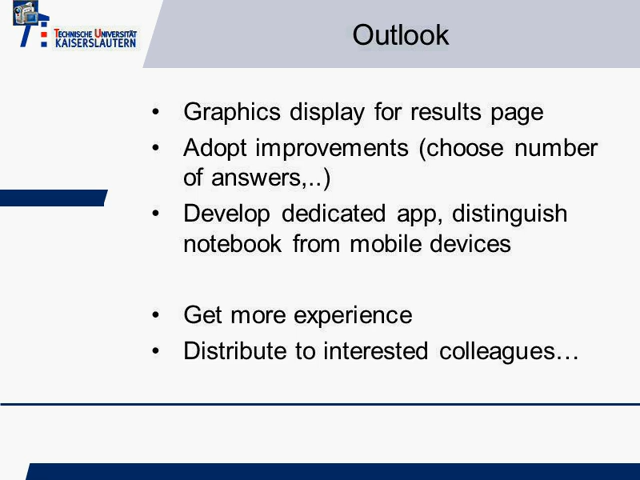 TECHNISCHE UNIVERSITÄT
KAISERSLAUTERN
Outlook
• Graphics display for results page
• Adopt improvements (choose number
of answers,..)
• Develop dedicated app, distinguish
notebook from mobile devices
• Get more experience
• Distribute to interested colleagues…